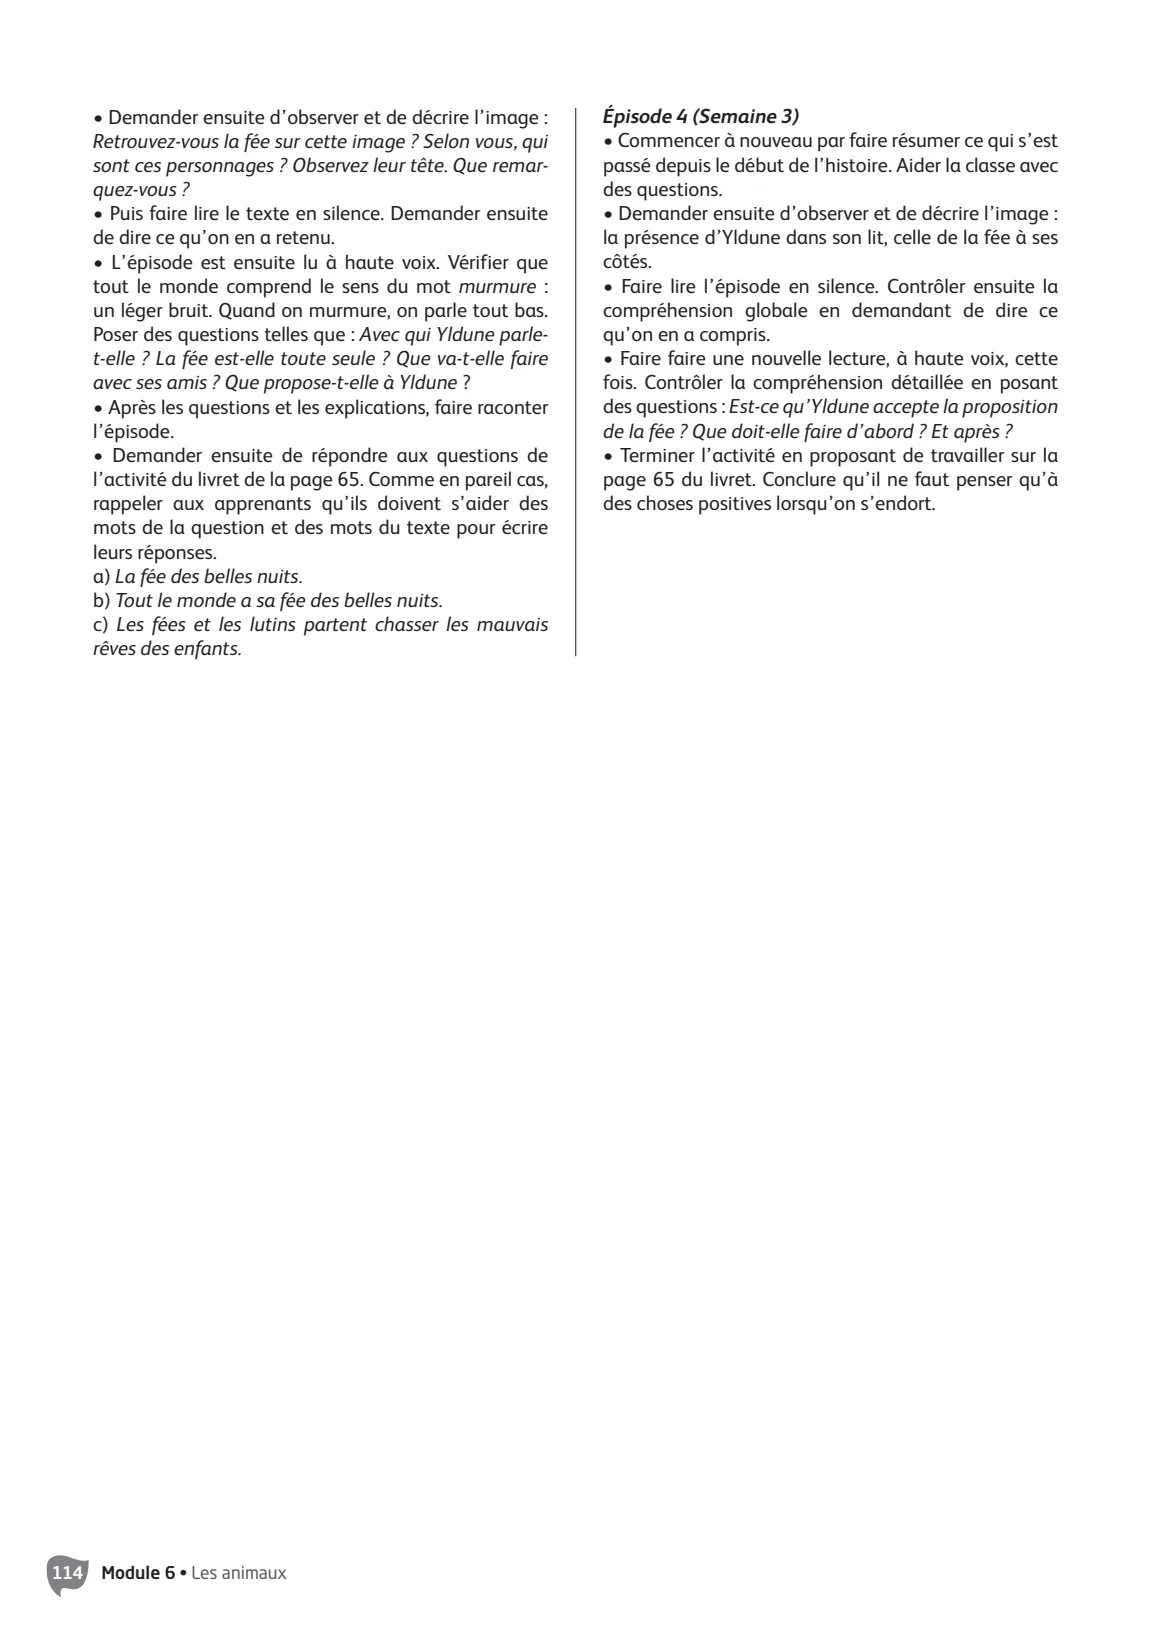 • Demander ensuite d’observer et de décrire l’image :
Retrouvez-vous la fée sur cette image ? Selon vous, qui
sont ces personnages ? Observez leur tête. Que remar-
quez-vous ?
• Puis faire lire le texte en silence. Demander ensuite
de dire ce qu’on en a retenu.
• L’épisode est ensuite lu à haute voix. Vérifier que
tout le monde comprend le sens du mot murmure :
un léger bruit. Quand on murmure, on parle tout bas.
Poser des questions telles que : Avec qui Yldune parle-
t-elle ? La fée est-elle toute seule ? Que va-t-elle faire
avec ses amis ? Que propose-t-elle à Yldune ?
• Après les questions et les explications, faire raconter
l’épisode.
• Demander ensuite de répondre aux questions de
l’activité du livret de la page 65. Comme en pareil cas,
rappeler aux apprenants qu’ils doivent s’aider des
mots de la question et des mots du texte pour écrire
leurs réponses.
a) La fée des belles nuits.
b) Tout le monde a sa fée des belles nuits.
c) Les fées et les lutins partent chasser les mauvais
rêves des enfants.
Épisode 4 (Semaine 3)
• Commencer à nouveau par faire résumer ce qui s’est
passé depuis le début de l’histoire. Aider la classe avec
des questions.
• Demander ensuite d’observer et de décrire l’image :
la présence d’Yldune dans son lit, celle de la fée à ses
côtés.
• Faire lire l’épisode en silence. Contrôler ensuite la
compréhension globale en demandant de dire ce
qu’on en a compris.
• Faire faire une nouvelle lecture, à haute voix, cette
fois. Contrôler la compréhension détaillée en posant
des questions : Est-ce qu’Yldune accepte la proposition
de la fée ? Que doit-elle faire d’abord ? Et après ?
• Terminer l’activité en proposant de travailler sur la
page 65 du livret. Conclure qu’il ne faut penser qu’à
des choses positives lorsqu’on s’endort.
114 Module 6 • Les animaux